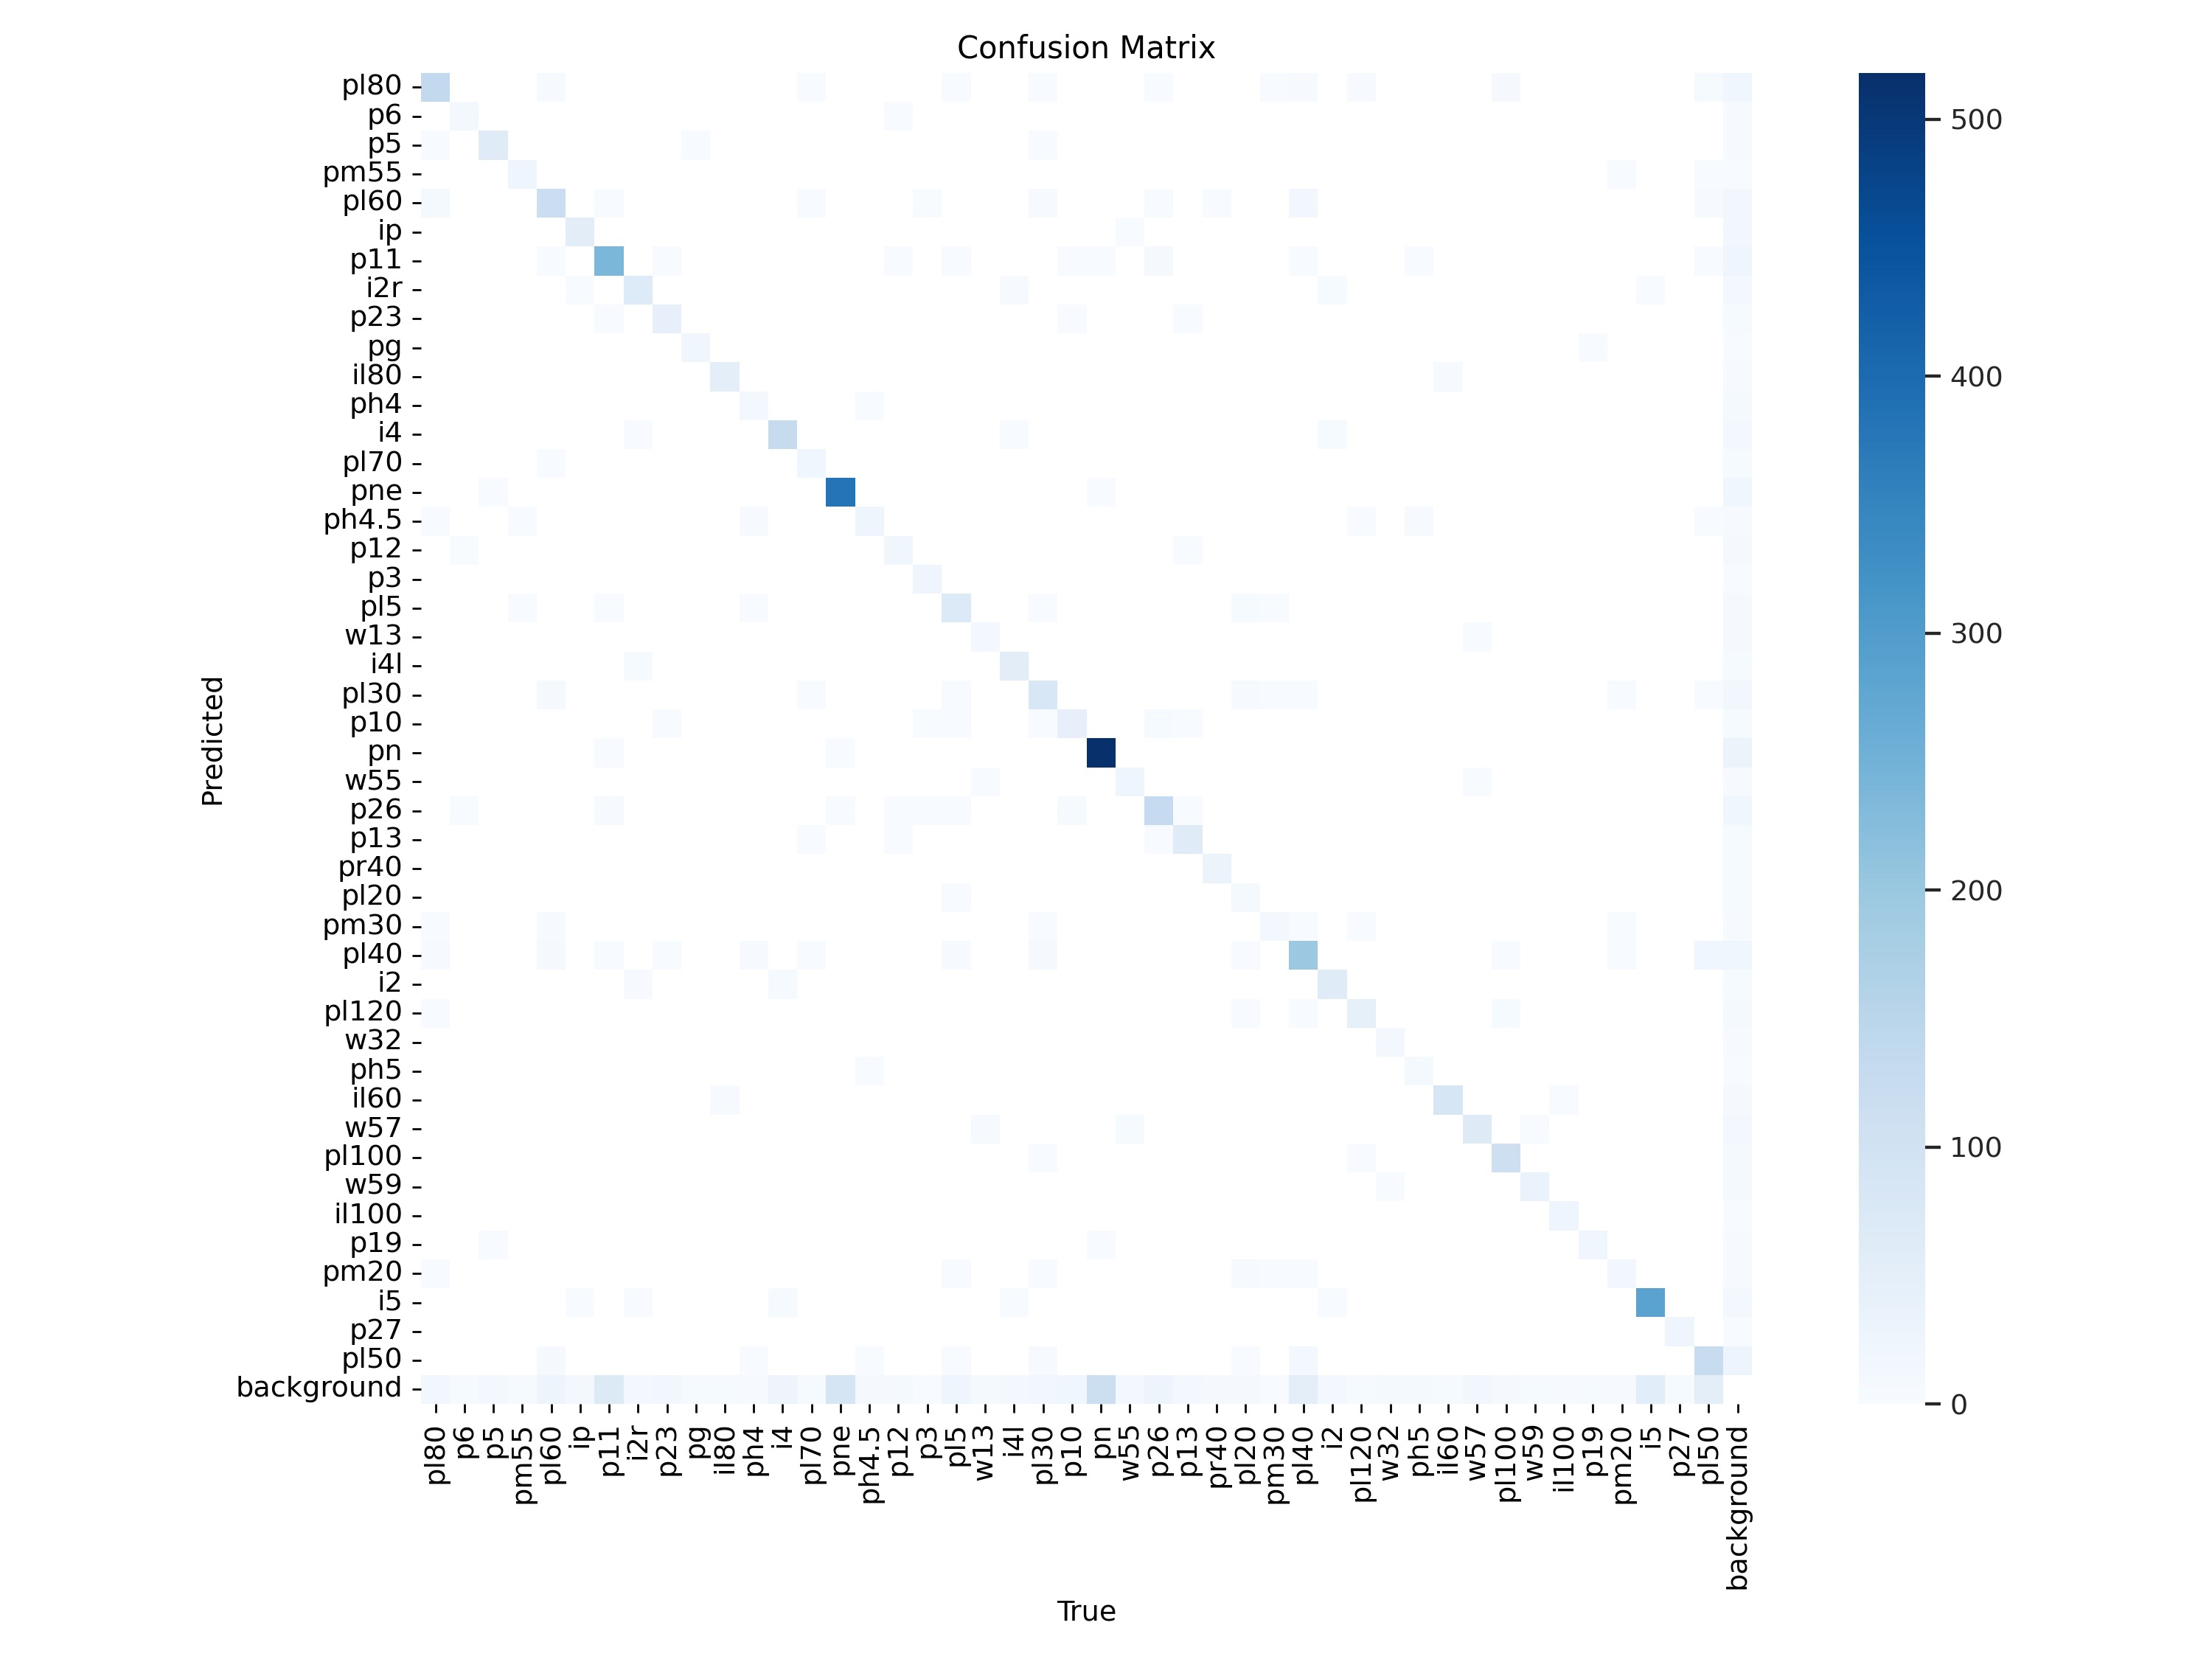 Confusion Matrix
Predicted
pl80
p6
p5
pm55
pl60
ip
p11
i2r
p23
pg
il80
ph4
i4
pl70
pne
ph4.5
p12
p3
pl5
w13
i4l
pl30
p10
pn
w55
p26
p13
pr40
pl20
pm30
pl40
i2
pl120
w32
ph5
il60
w57
pl100
w59
il100
p19
pm20
i5
p27
pl50
background
pl80 p6 p5 pm55 pl60 ip p11 i2r p23 pg il80 ph4 i4 pl70 pne ph4.5 p12 p3 pl5 w13 i4l pl30 p10 pn w55 p26 p13 pr40 pl20 pm30 pl40 i2 pl120 w32 ph5 il60 w57 pl100 w59 il100 p19 pm20 i5 p27 pl50 background
True
500
400
300
200
100
0